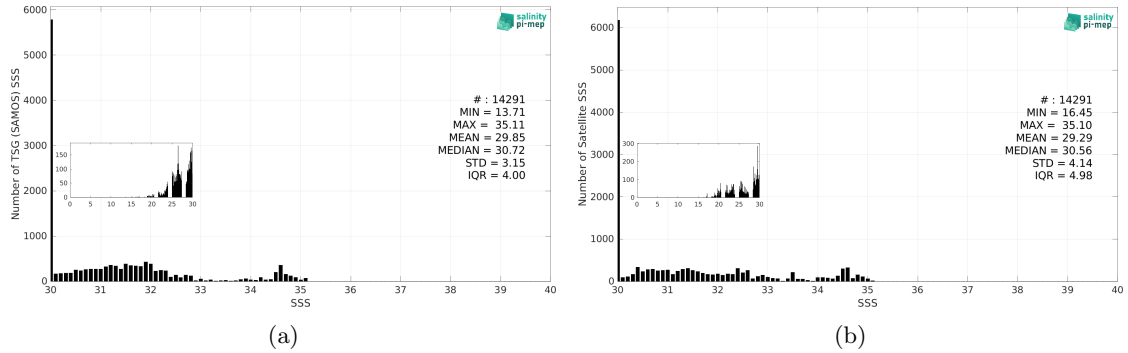 6000
5000
4000
3000
2000
1000
0
Number of TSG (SAMOS) SSS
salinity
pi-mep
# : 14291
MIN = 13.71
MAX = 35.11
MEAN = 29.85
MEDIAN = 30.72
STD = 3.15
IQR = 4.00
150
100
50
0
0 5 10 15 20 25 30
30 31 32 33 34 35 36 37 38 39 40
SSS
(a)
6000
5000
4000
3000
2000
1000
0
Number of Satellite SSS
salinity
pi-mep
# : 14291
MIN = 16.45
MAX = 35.10
MEAN = 29.29
MEDIAN = 30.56
STD = 4.14
IQR = 4.98
300
200
100
0
0 5 10 15 20 25 30
30 31 32 33 34 35 36 37 38 39 40
SSS
(b)